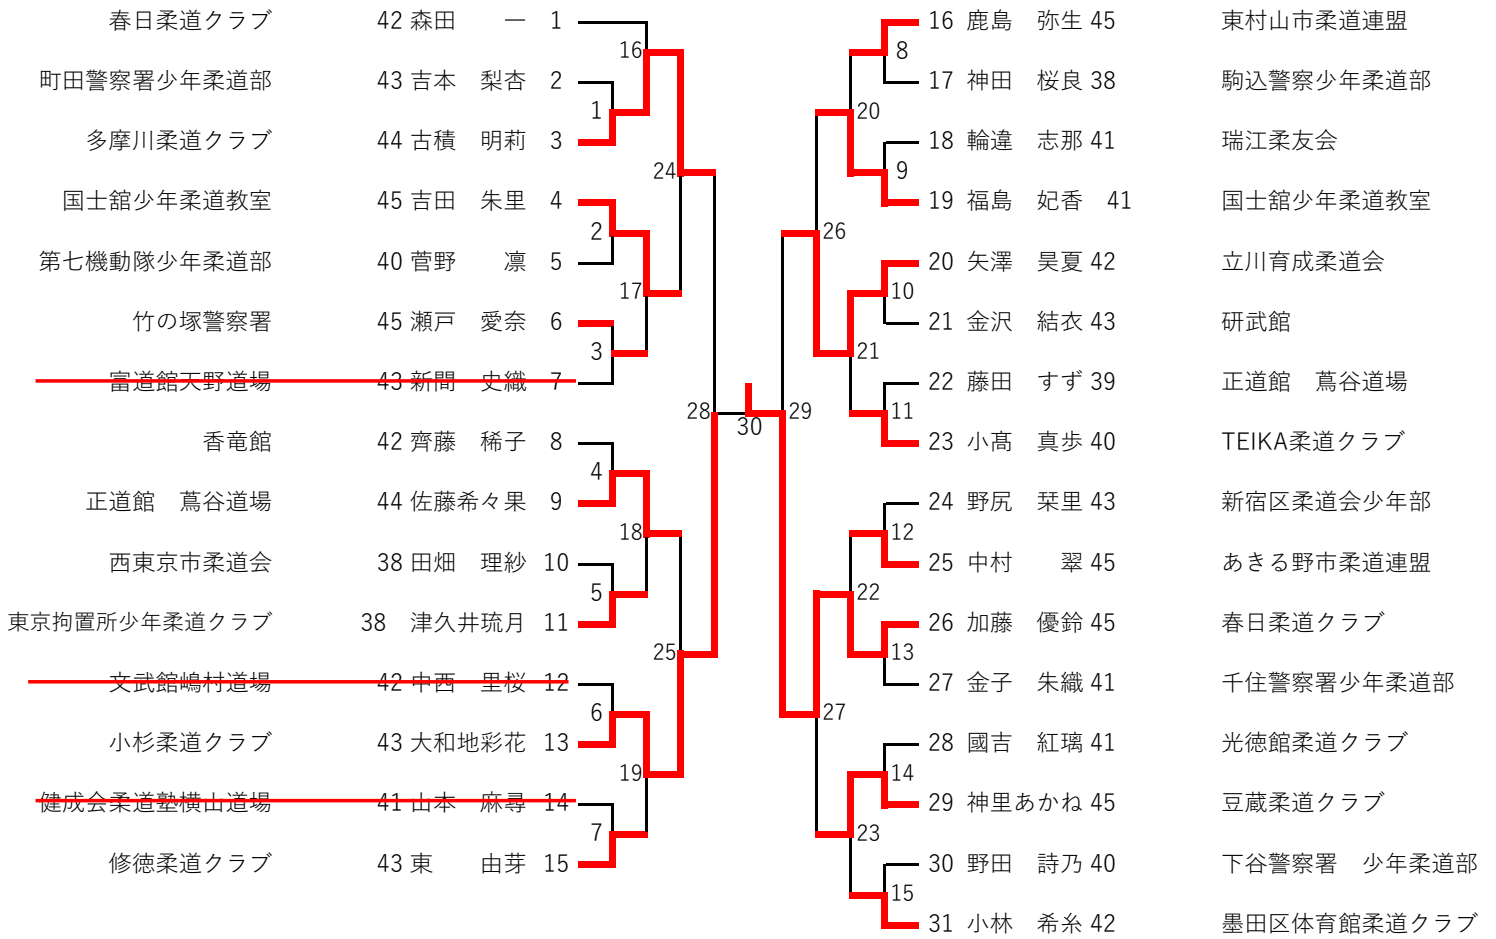 春日柔道クラブ 42 森田　　一 1
町田警察署少年柔道部 43 吉本　梨杏 2
多摩川柔道クラブ 44 古積　明莉 3
国士舘少年柔道教室 45 吉田　朱里 4
第七機動隊少年柔道部 40 菅野　　凛 5
竹の塚警察署 45 瀬戸　愛奈 6
富道館天野道場 43 新間　史織 7
香竜館 42 齊藤　稀子 8
正道館　蔦谷道場 44 佐藤希々果 9
西東京市柔道会 38 田畑　理紗 10
東京拘置所少年柔道クラブ 38 津久井琉月 11
文武館嶋村道場 42 中西　里桜 12
小杉柔道クラブ 43 大和地彩花 13
健成会柔道塾横山道場 41 山本　麻尋 14
修徳柔道クラブ 43 東　　由芽 15
16
1
24
2
17
3
28
4
18
5
25
6
19
7
30
16 鹿島　弥生 45 東村山市柔道連盟
17 神田　桜良 38 駒込警察少年柔道部
18 輪違　志那 41 瑞江柔友会
19 福島　妃香 41 国士舘少年柔道教室
20 矢澤　昊夏 42 立川育成柔道会
21 金沢　結衣 43 研武館
22 藤田　すず 39 正道館　蔦谷道場
23 小髙　真歩 40 TEIKA柔道クラブ
24 野尻　栞里 43 新宿区柔道会少年部
25 中村　　翠 45 あきる野市柔道連盟
26 加藤　優鈴 45 春日柔道クラブ
27 金子　朱織 41 千住警察署少年柔道部
28 國吉　紅璃 41 光徳館柔道クラブ
29 神里あかね 45 豆蔵柔道クラブ
30 野田　詩乃 40 下谷警察署　少年柔道部
31 小林　希糸 42 墨田区体育館柔道クラブ
8
20
9
26
10
21
11
29
12
22
13
27
14
23
15